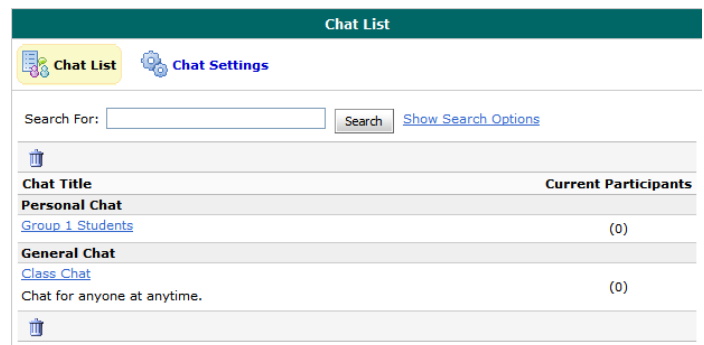 Chat List
Chat List Chat Settings
Search For: Search Show Search Options
Chat Title Current Participants
Personal Chat
Group 1 Students (0)
General Chat
Class Chat
Chat for anyone at anytime. (0)